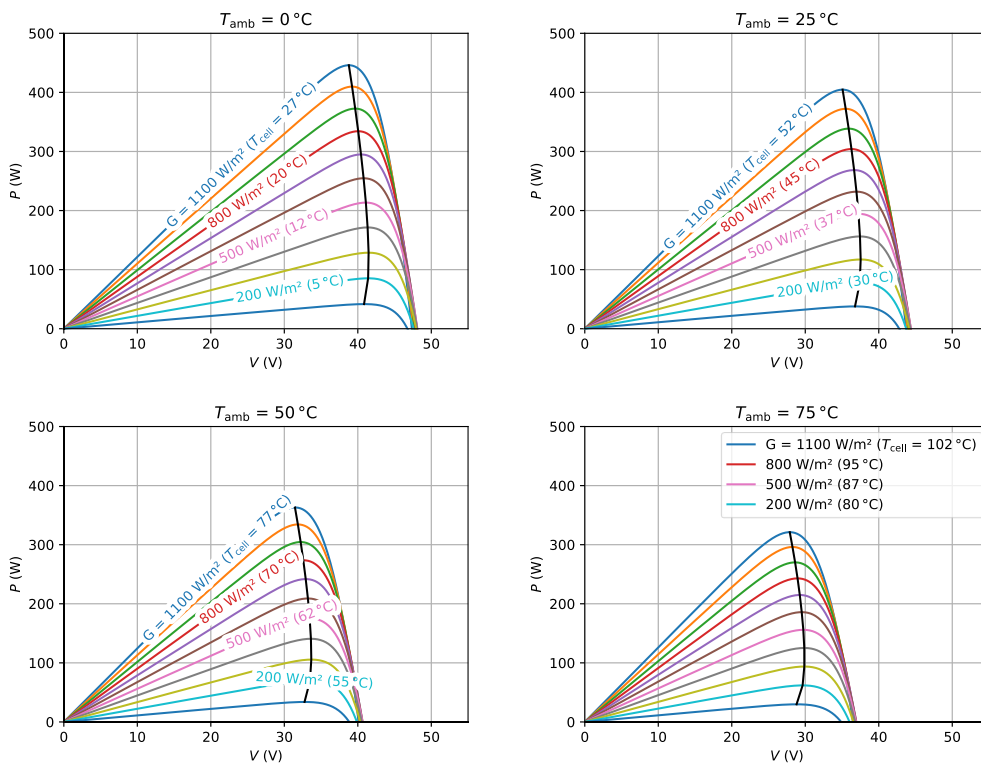 T_amb = 0 °C
500
400
300
200
100
0
P (W)
G = 1100 W/m² (T_cell = 27 °C)
800 W/m² (20 °C)
500 W/m² (12 °C)
200 W/m² (5 °C)
0 10 20 30 40 50
V (V)
T_amb = 25 °C
500
400
300
200
100
0
P (W)
G = 1100 W/m² (T_cell = 52 °C)
800 W/m² (45 °C)
500 W/m² (37 °C)
200 W/m² (30 °C)
0 10 20 30 40 50
V (V)
T_amb = 50 °C
500
400
300
200
100
0
P (W)
G = 1100 W/m² (T_cell = 77 °C)
800 W/m² (70 °C)
500 W/m² (62 °C)
200 W/m² (55 °C)
0 10 20 30 40 50
V (V)
T_amb = 75 °C
500
400
300
200
100
0
P (W)
G = 1100 W/m² (T_cell = 102 °C)
800 W/m² (95 °C)
500 W/m² (87 °C)
200 W/m² (80 °C)
0 10 20 30 40 50
V (V)